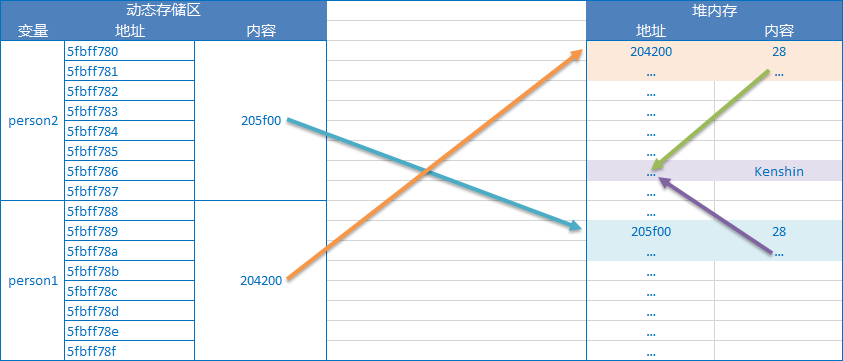 动态存储区 堆内存
变量 地址 内容 地址 内容
5fbff780 204200 28
5fbff781 ... ...
5fbff782 ...
5fbff783 ...
person2 5fbff784 205f00 ...
5fbff785 ...
5fbff786 ... Kenshin
5fbff787 ...
5fbff788 ...
5fbff789 205f00 28
5fbff78a ... ...
5fbff78b ...
person1 5fbff78c 204200 ...
5fbff78d ...
5fbff78e ...
5fbff78f ...